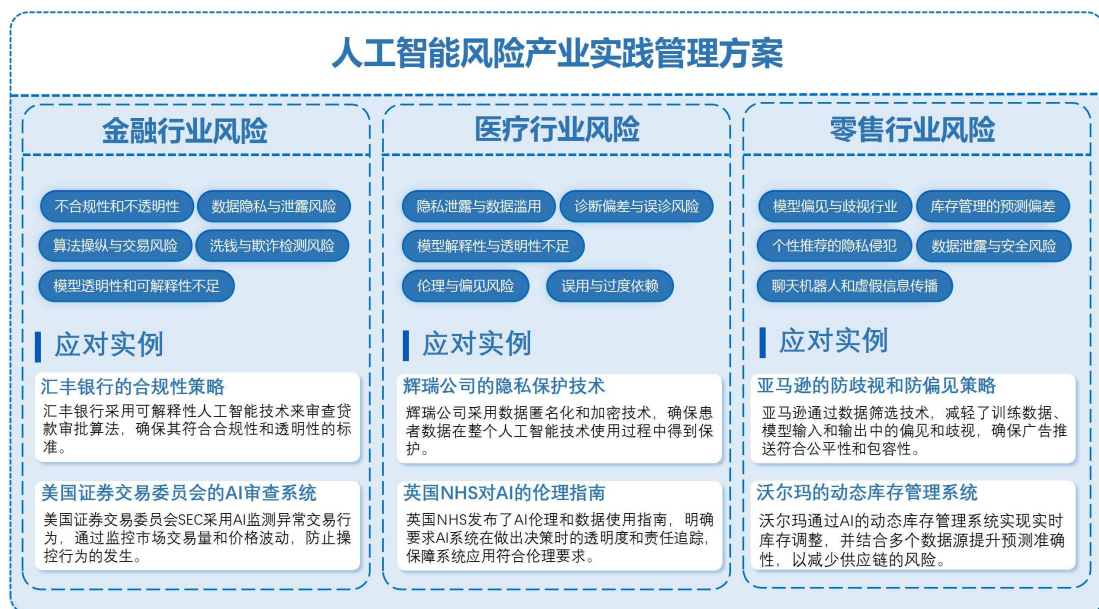 人工智能风险产业实践管理方案
金融行业风险
不合规性和不透明性
数据隐私与泄露风险
算法操纵与交易风险
洗钱与欺诈检测风险
模型透明性和可解释性不足
应对实例
汇丰银行的合规性策略
汇丰银行采用可解释性人工智能技术来审查贷
款审批算法，确保其符合合规性和透明性的标
准。
美国证券交易委员会的AI审查系统
美国证券交易委员会SEC采用AI监测异常交易行
为，通过监控市场交易量和价格波动，防止操
控行为的发生。
医疗行业风险
隐私泄露与数据滥用
诊断偏差与误诊风险
模型解释性与透明性不足
伦理与偏见风险
误用与过度依赖
应对实例
辉瑞公司的隐私保护技术
辉瑞公司采用数据匿名化和加密技术，确保患
者数据在整个人工智能技术使用过程中得到保
护。
英国NHS对AI的伦理指南
英国NHS发布了AI伦理和数据使用指南，明确
要求AI系统在做出决策时的透明度和责任追踪，
保障系统应用符合伦理要求。
零售行业风险
模型偏见与歧视行业
库存管理的预测偏差
个性推荐的隐私侵犯
数据泄露与安全风险
聊天机器人和虚假信息传播
应对实例
亚马逊的防歧视和防偏见策略
亚马逊通过数据筛选技术，减轻了训练数据、
模型输入和输出中的偏见和歧视，确保广告推
送符合公平性和包容性。
沃尔玛的动态库存管理系统
沃尔玛通过AI的动态库存管理系统实现实时
库存调整，并结合多个数据源提升预测准确
性，以减少供应链的风险。